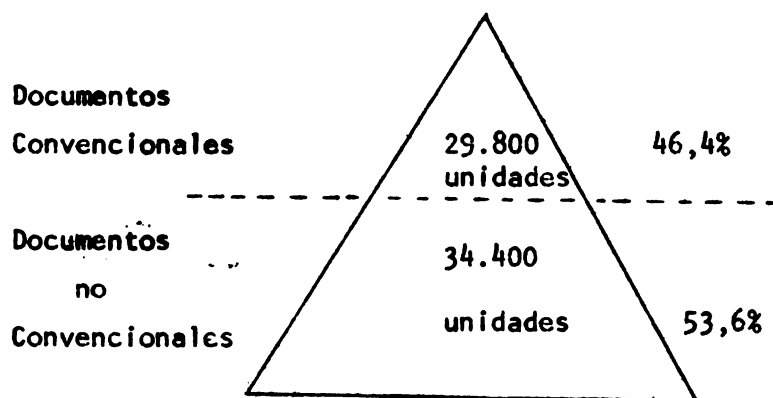 Documentos
Convencionales 29.800 46,4%
unidades
Documentos 34.400
no
Convencionales unidades 53,6%